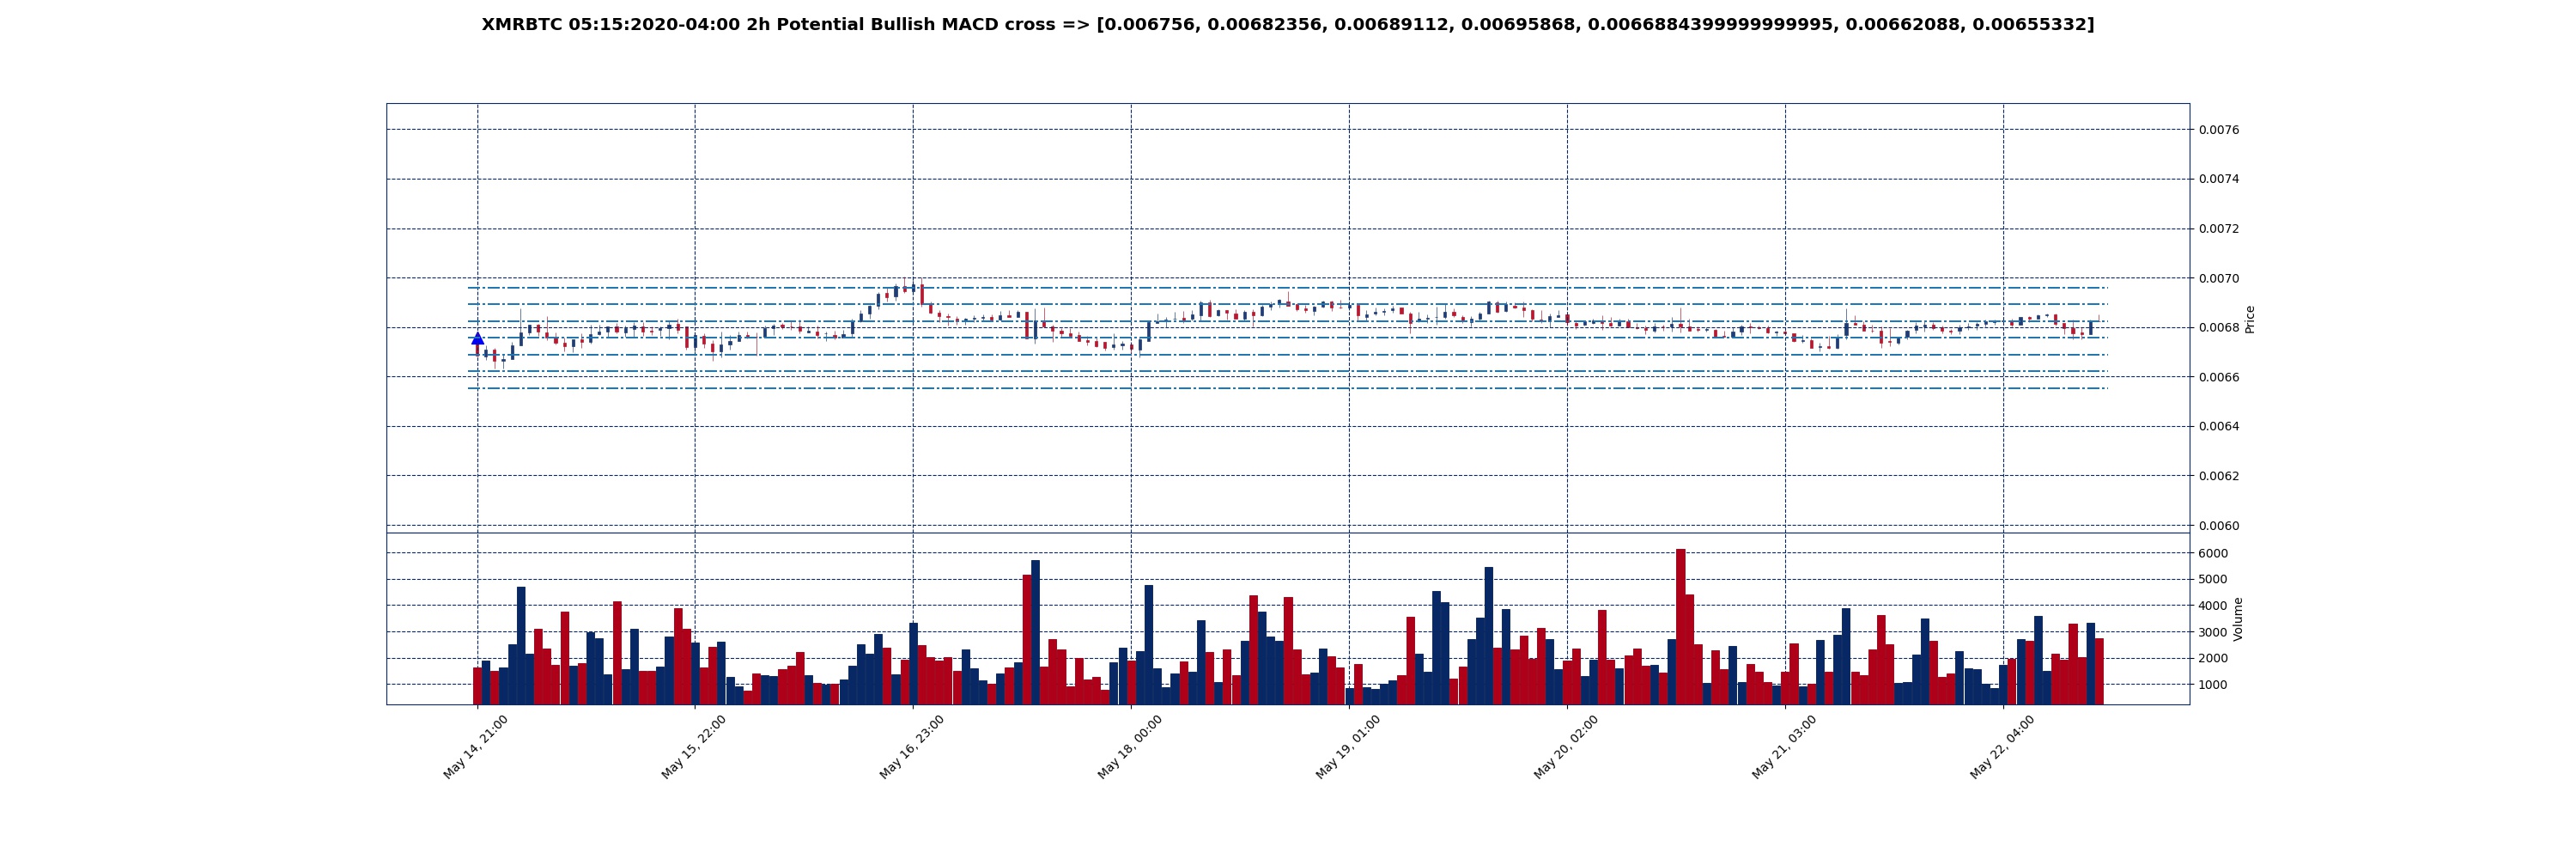 XMRBTC 05:15:2020-04:00 2h Potential Bullish MACD cross => [0.006756, 0.00682356, 0.00689112, 0.00695868, 0.0066884399999999995, 0.00662088, 0.00655332]
0.0076
0.0074
0.0072
0.0070
0.0068
0.0066
0.0064
0.0062
0.0060
Price
6000
5000
4000
3000
2000
1000
Volume
May 14, 21:00
May 15, 22:00
May 16, 23:00
May 18, 00:00
May 19, 01:00
May 20, 02:00
May 21, 03:00
May 22, 04:00